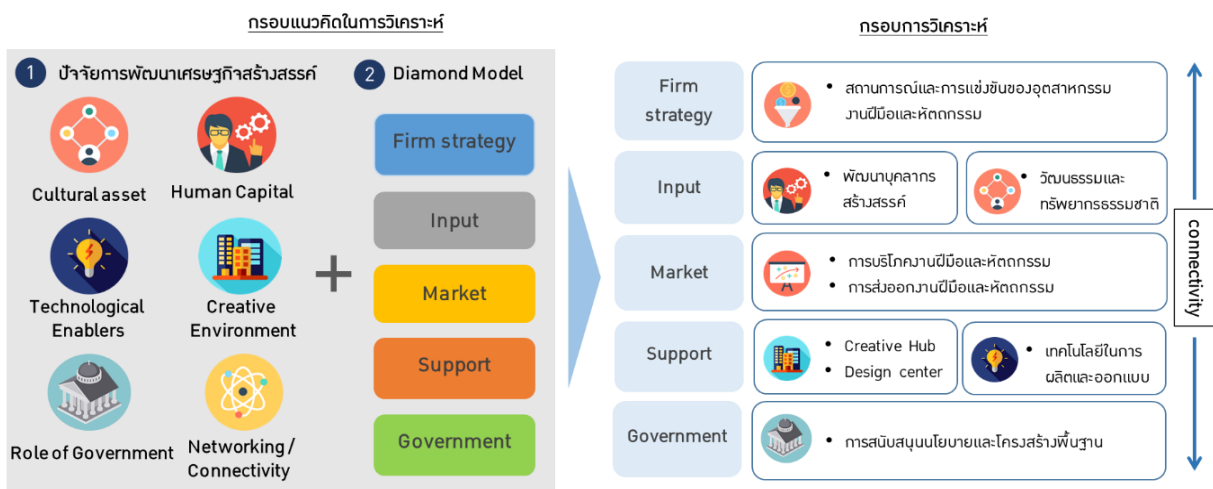 กรอบแนวคิดในการวิเคราะห์
1 ปัจจัยการพัฒนาเศรษฐกิจสร้างสรรค์
Cultural asset
Human Capital
Technological
Enablers
Creative
Environment
Role of Government
Networking /
Connectivity
+
2 Diamond Model
Firm strategy
Input
Market
Support
Government
กรอบการวิเคราะห์
Firm
strategy
• สถานการณ์และการแข่งขันของอุตสาหกรรม
งานฝีมือและหัตถกรรม
Input
• พัฒนาบุคลากร
สร้างสรรค์
• วัฒนธรรมและ
ทรัพยากรธรรมชาติ
Market
• การบริโภคงานฝีมือและหัตถกรรม
• การส่งออกงานฝีมือและหัตถกรรม
Support
• Creative Hub
• Design center
• เทคโนโลยีในการ
ผลิตและออกแบบ
Government
• การสนับสนุนนโยบายและโครงสร้างพื้นฐาน
connectivity